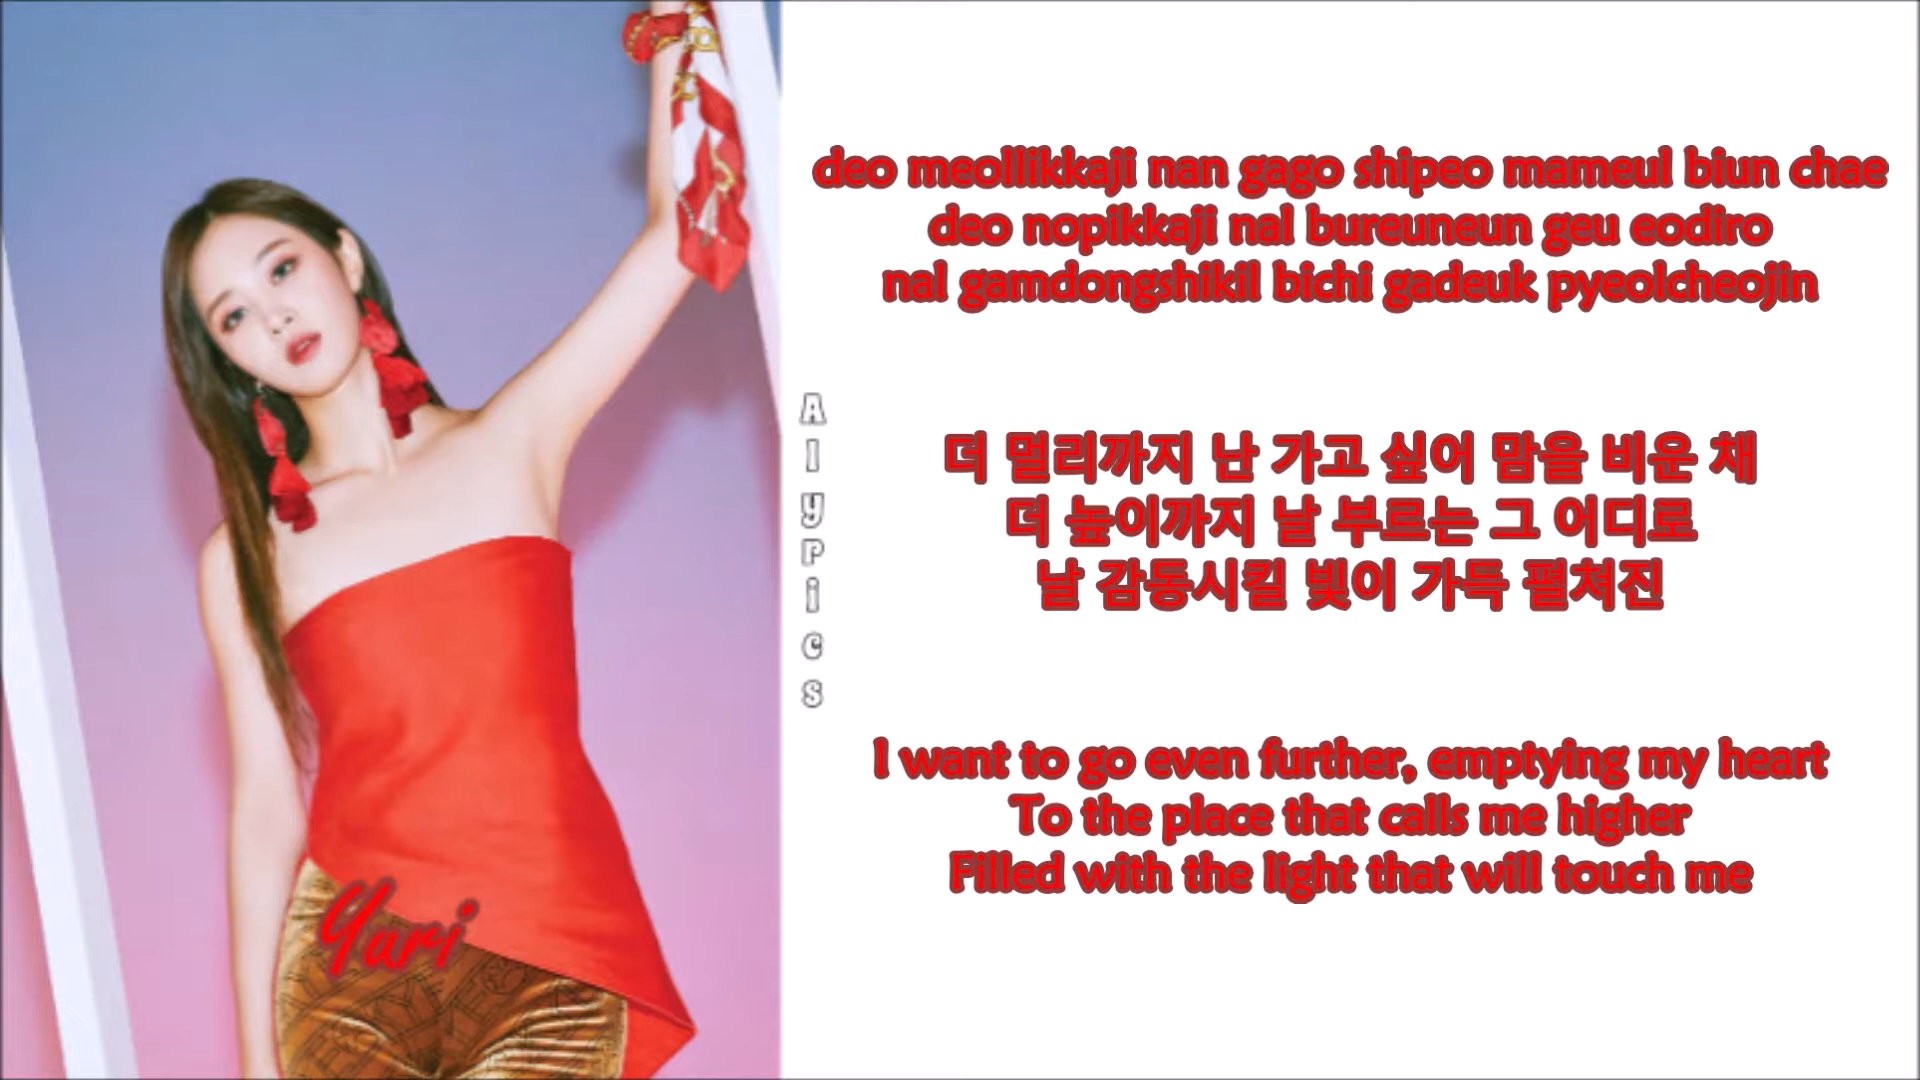 deo meollikkaji nan gago shipeo mameul biun chae
deo nopikkaji nal bureuneun geu eodiro
nal gamdongshikil bichi gadeuk pyeolcheojin
더 멀리까지 난 가고 싶어 맘을 비운 채
더 높이까지 날 부르는 그 어디로
날 감동시킬 빛이 가득 펼쳐진
I want to go even further, emptying my heart
To the place that calls me higher
Filled with the light that will touch me
AlyPics
Yuri